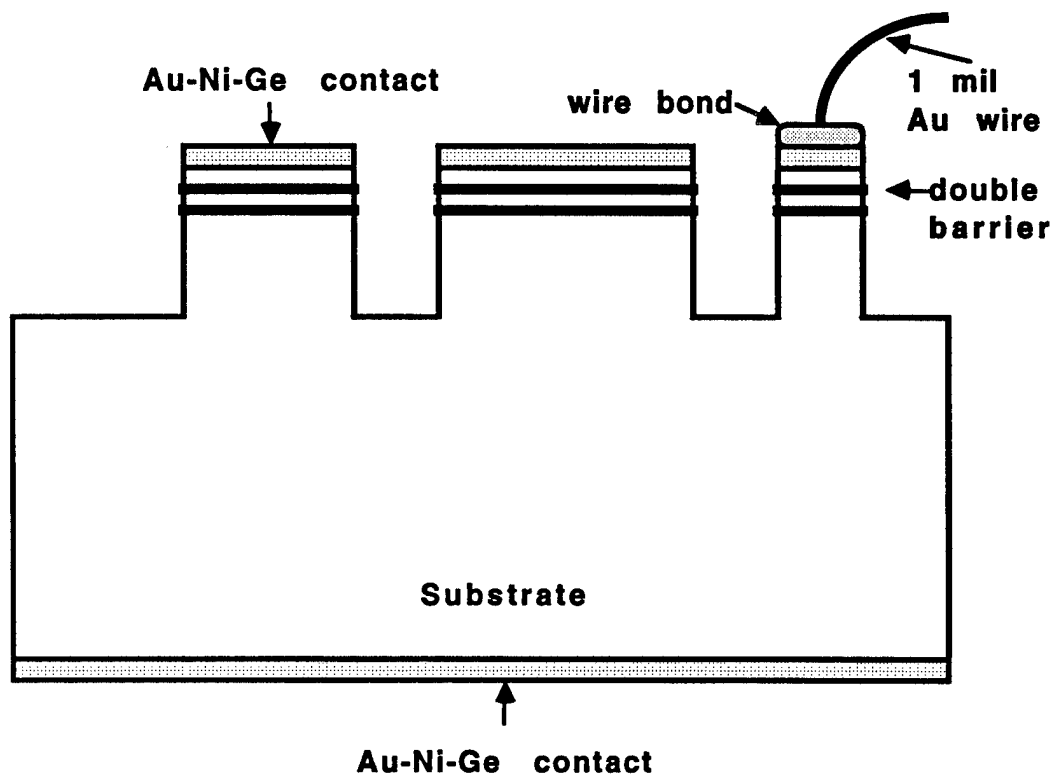 Au-Ni-Ge contact
wire bond
1 mil
Au wire
double
barrier
Substrate
Au-Ni-Ge contact